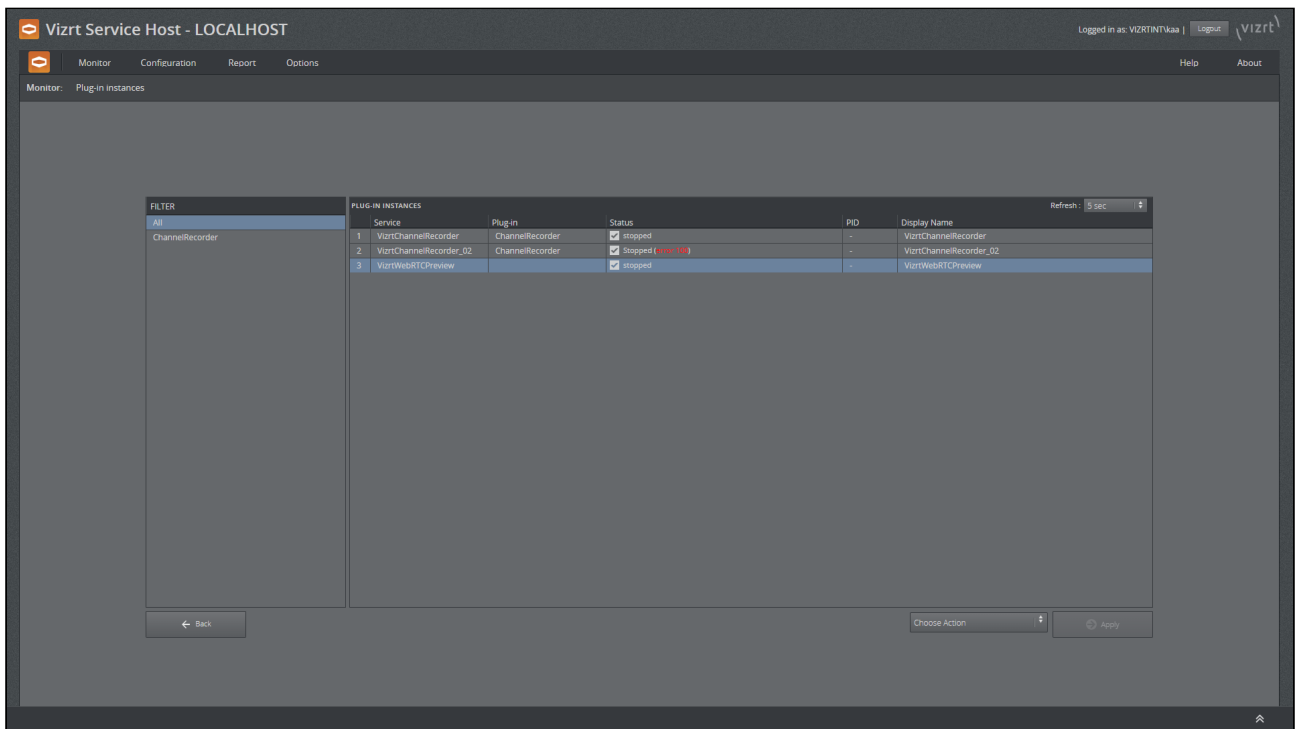 Vizrt Service Host - LOCALHOST
Logged in as: VIZRTINT\kaa | Logout vizrt
Monitor Configuration Report Options Help About
Monitor: Plug-in instances
FILTER
All
ChannelRecorder
PLUG-IN INSTANCES Refresh : 5 sec
Service Plug-in Status PID Display Name
1 VizrtChannelRecorder ChannelRecorder stopped - VizrtChannelRecorder
2 VizrtChannelRecorder_02 ChannelRecorder Stopped ( ) - VizrtChannelRecorder_02
3 VizrtWebRTCPreview stopped - VizrtWebRTCPreview
Back Choose Action Apply